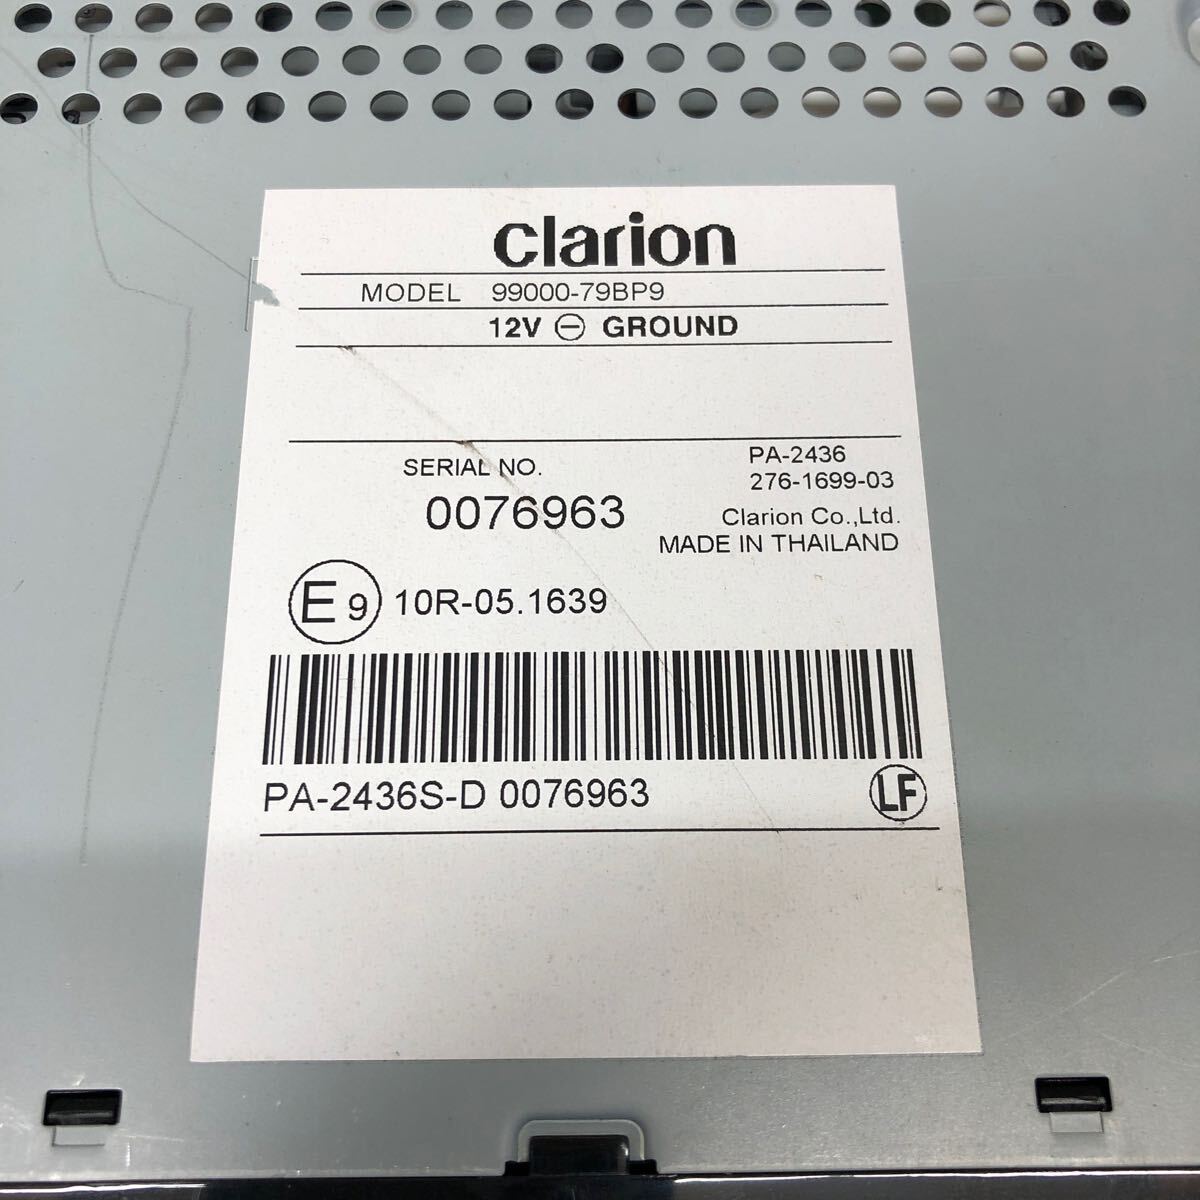 clarion
MODEL 99000-79BP9
12V ⊖ GROUND
PA-2436
SERIAL NO.
276-1699-03
0076963
Clarion Co.,Ltd.
MADE IN THAILAND
E9 10R-05.1639
PA-2436S-D 0076963
LF